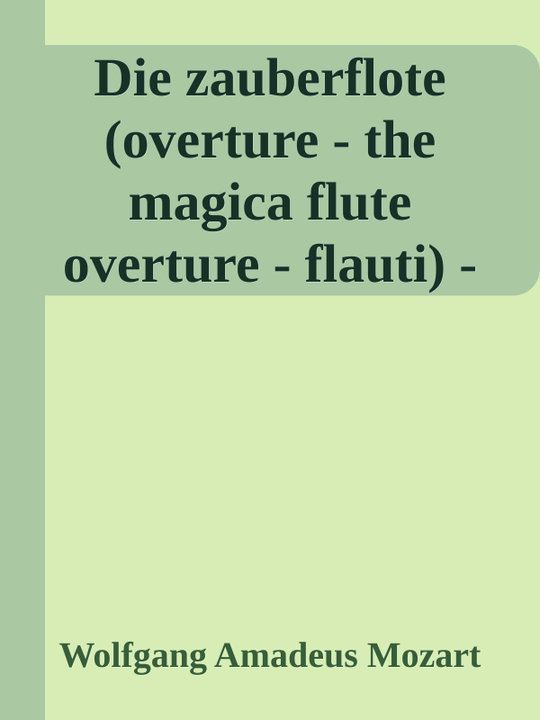 Die zauberflote
(overture - the
magica flute
overture - flauti) -
Wolfgang Amadeus Mozart